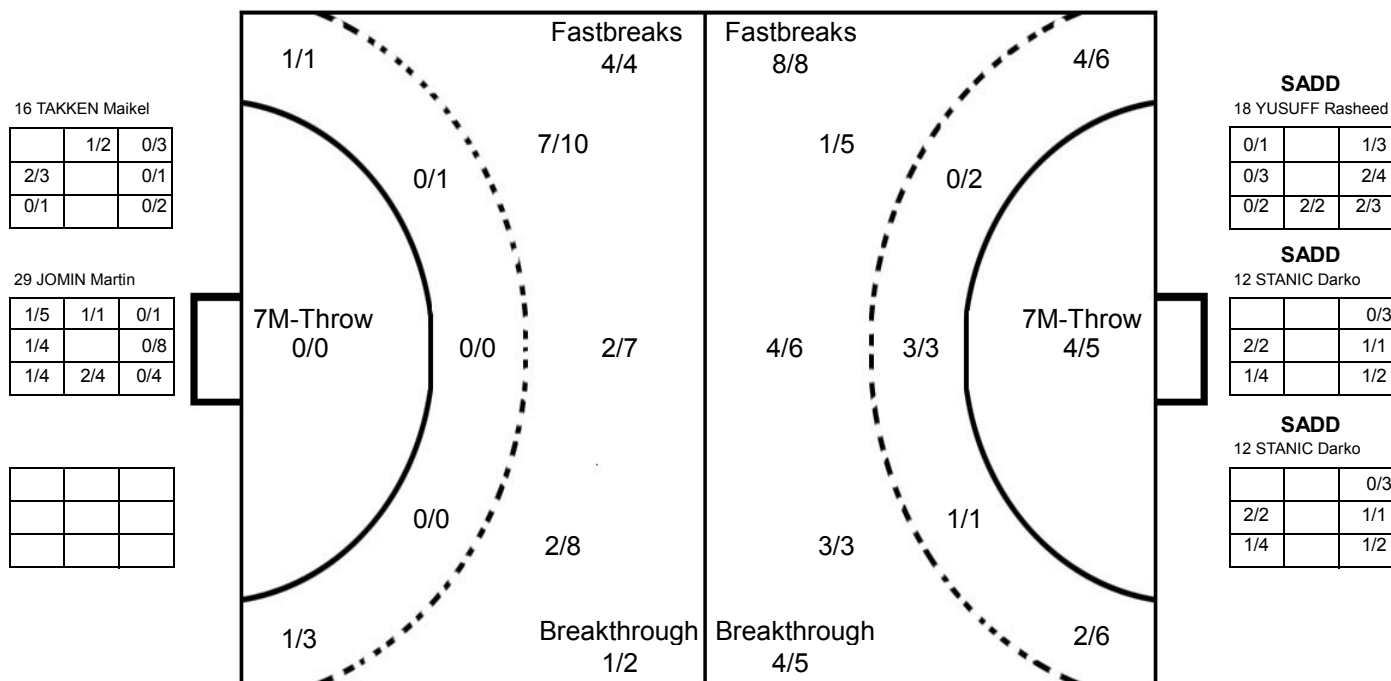 16 TAKKEN Maikel
1/2 0/3
2/3 0/1
0/1 0/2
29 JOMIN Martin
1/5 1/1 0/1
1/4 0/8
1/4 2/4 0/4
Fastbreaks
4/4
1/1
7/10
0/1
7M-Throw
0/0
0/0
2/7
0/0
2/8
1/3
Breakthrough
1/2
Fastbreaks
8/8
4/6
1/5
0/2
4/6
3/3
7M-Throw
4/5
1/1
3/3
2/6
Breakthrough
4/5
SADD
18 YUSUFF Rasheed
0/1 1/3
0/3 2/4
0/2 2/2 2/3
SADD
12 STANIC Darko
0/3
2/2 1/1
1/4 1/2
SADD
12 STANIC Darko
0/3
2/2 1/1
1/4 1/2